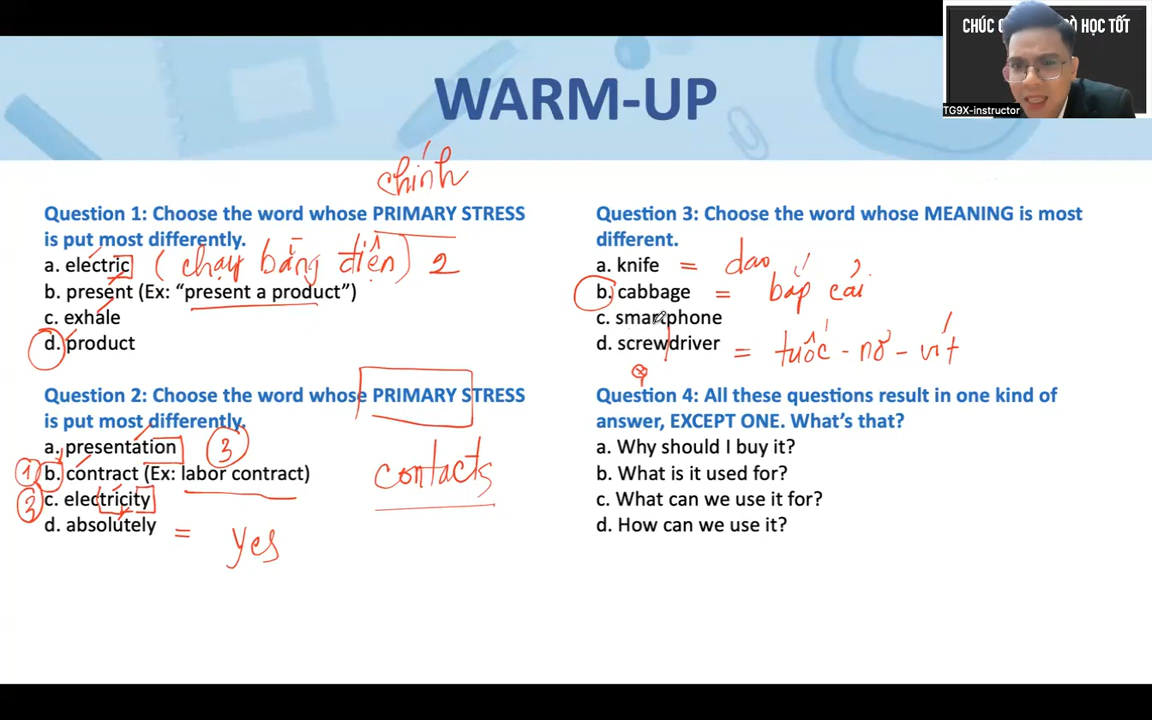 CHÚC C Ò HỌC TỐT
TG9X-instructor
WARM-UP
chính
Question 1: Choose the word whose PRIMARY STRESS
is put most differently.
a. electric (chạy bằng điện) 2
b. present (Ex: “present a product”)
c. exhale
d. product
Question 2: Choose the word whose PRIMARY STRESS
is put most differently.
a. presentation 3
1 b. contract (Ex: labor contract)
contacts
3 c. electricity
d. absolutely = yes
Question 3: Choose the word whose MEANING is most
different.
a. knife = dao
b. cabbage = bắp cải
c. smartphone
d. screwdriver = tuốc - nơ - vít
Question 4: All these questions result in one kind of
answer, EXCEPT ONE. What’s that?
a. Why should I buy it?
b. What is it used for?
c. What can we use it for?
d. How can we use it?